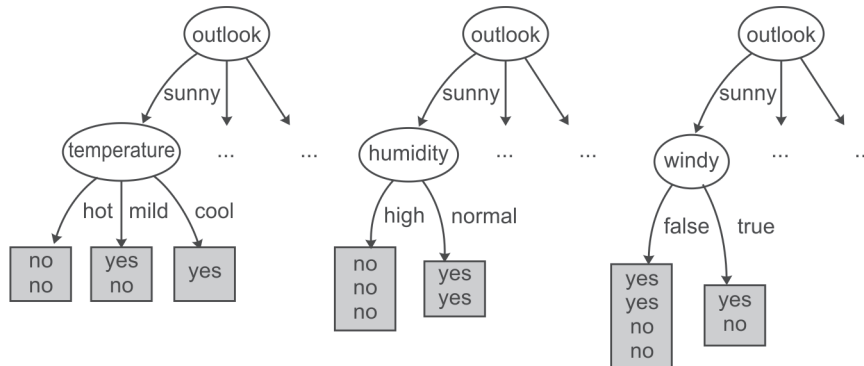 outlook
sunny
temperature
...
...
hot
mild
cool
no
no
yes
no
yes
outlook
sunny
humidity
...
...
high
normal
no
no
no
yes
yes
outlook
sunny
windy
...
..
false
true
yes
yes
no
no
yes
no